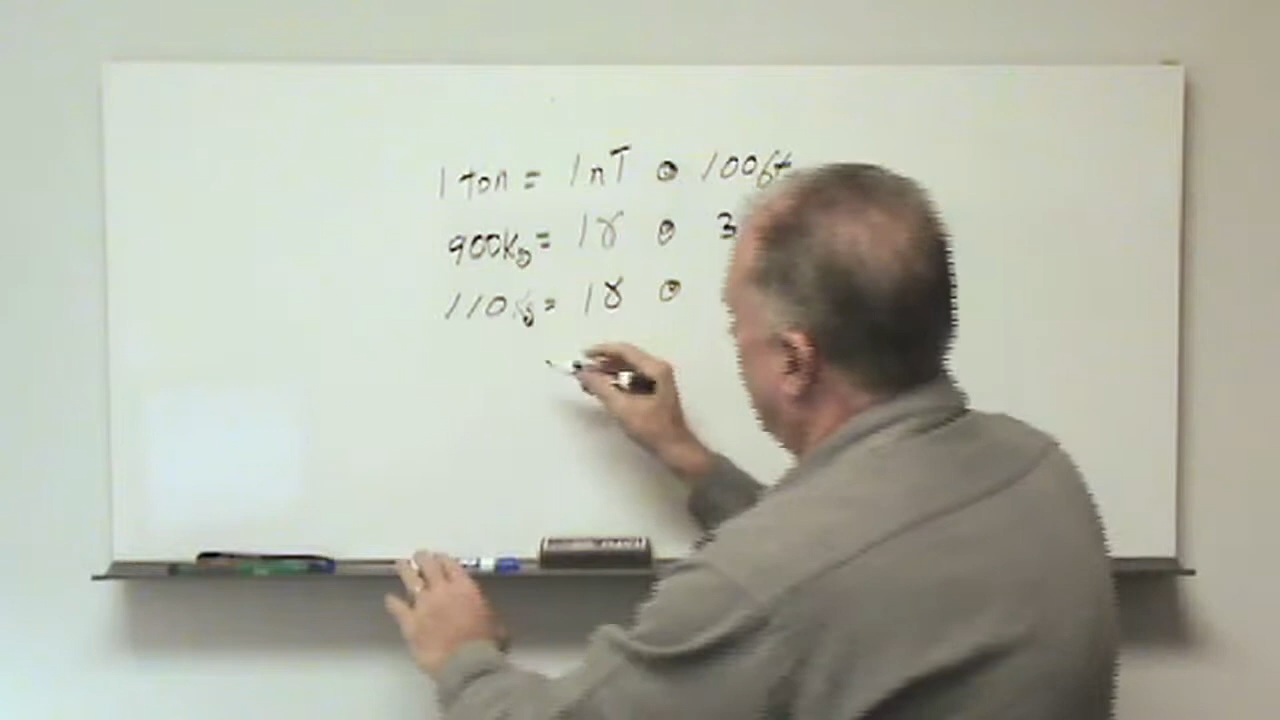 1 ton = 1nT @ 100ft
900Kg = 1γ @ 3
110Kg = 1γ @